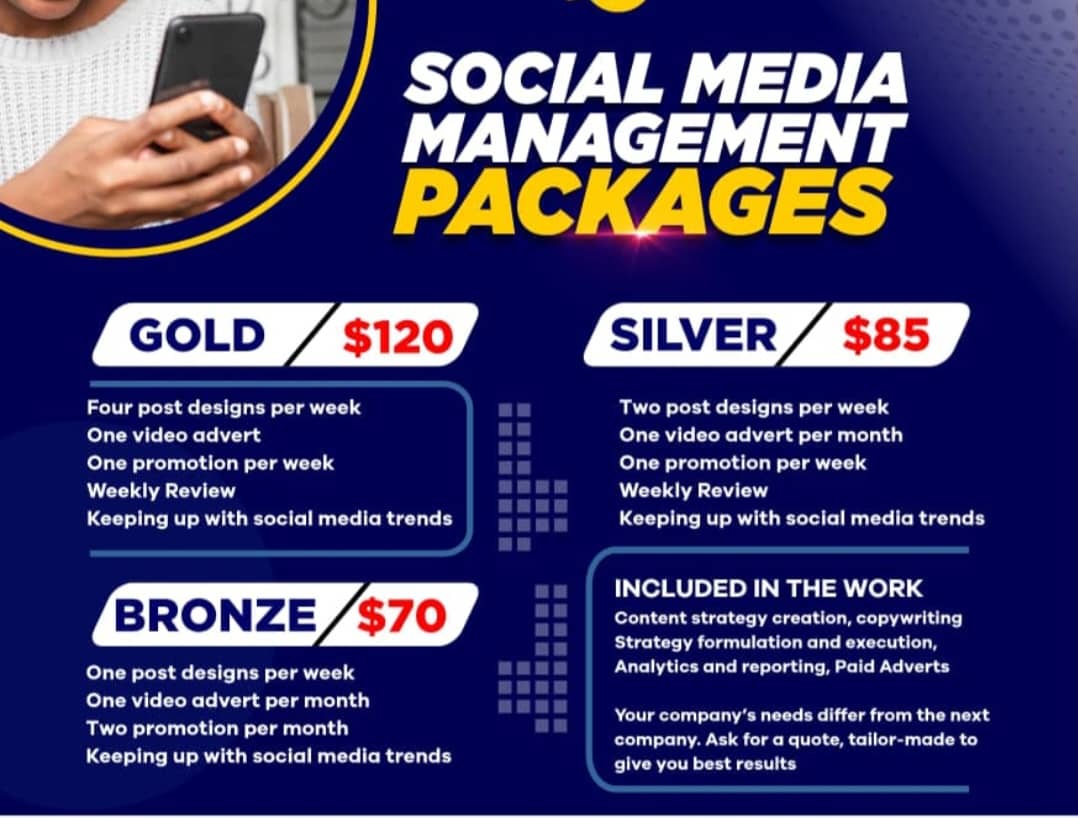 SOCIAL MEDIA
MANAGEMENT
PACKAGES
GOLD / $120
Four post designs per week
One video advert
One promotion per week
Weekly Review
Keeping up with social media trends
SILVER / $85
Two post designs per week
One video advert per month
One promotion per week
Weekly Review
Keeping up with social media trends
BRONZE / $70
One post designs per week
One video advert per month
Two promotion per month
Keeping up with social media trends
INCLUDED IN THE WORK
Content strategy creation, copywriting
Strategy formulation and execution,
Analytics and reporting, Paid Adverts
Your company's needs differ from the next
company. Ask for a quote, tailor-made to
give you best results